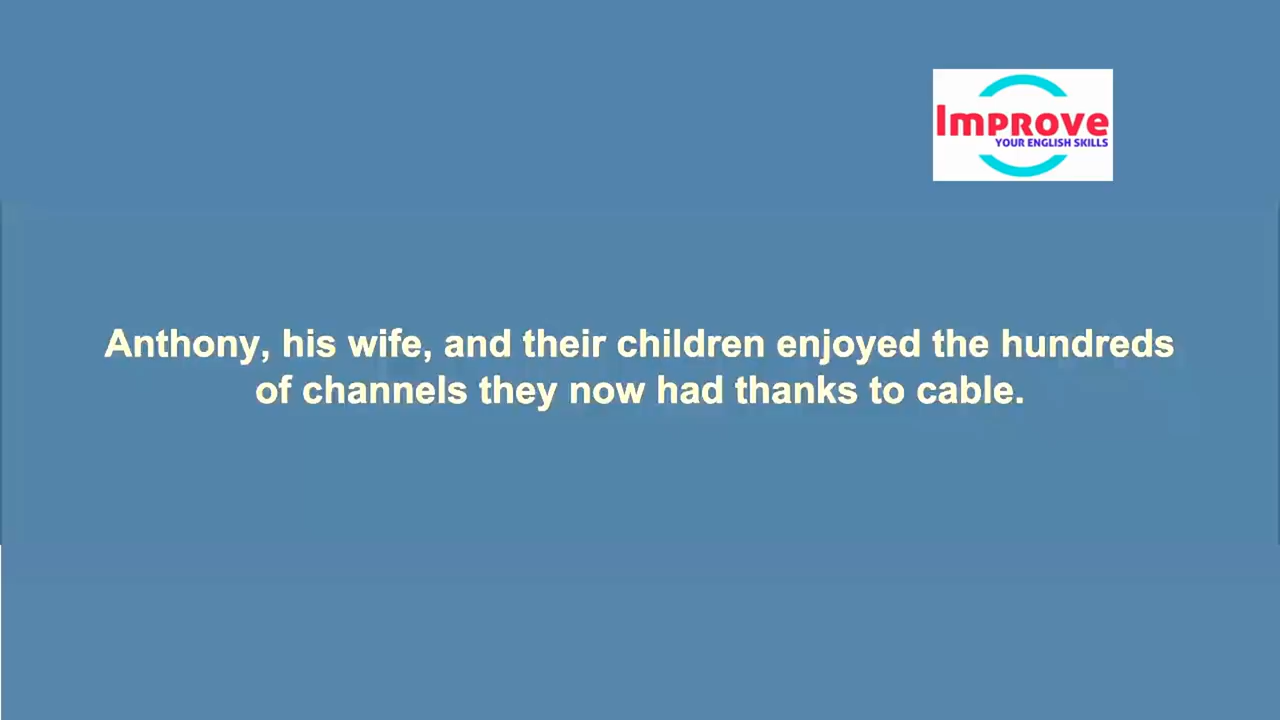 Improve
YOUR ENGLISH SKILLS
Anthony, his wife, and their children enjoyed the hundreds
of channels they now had thanks to cable.